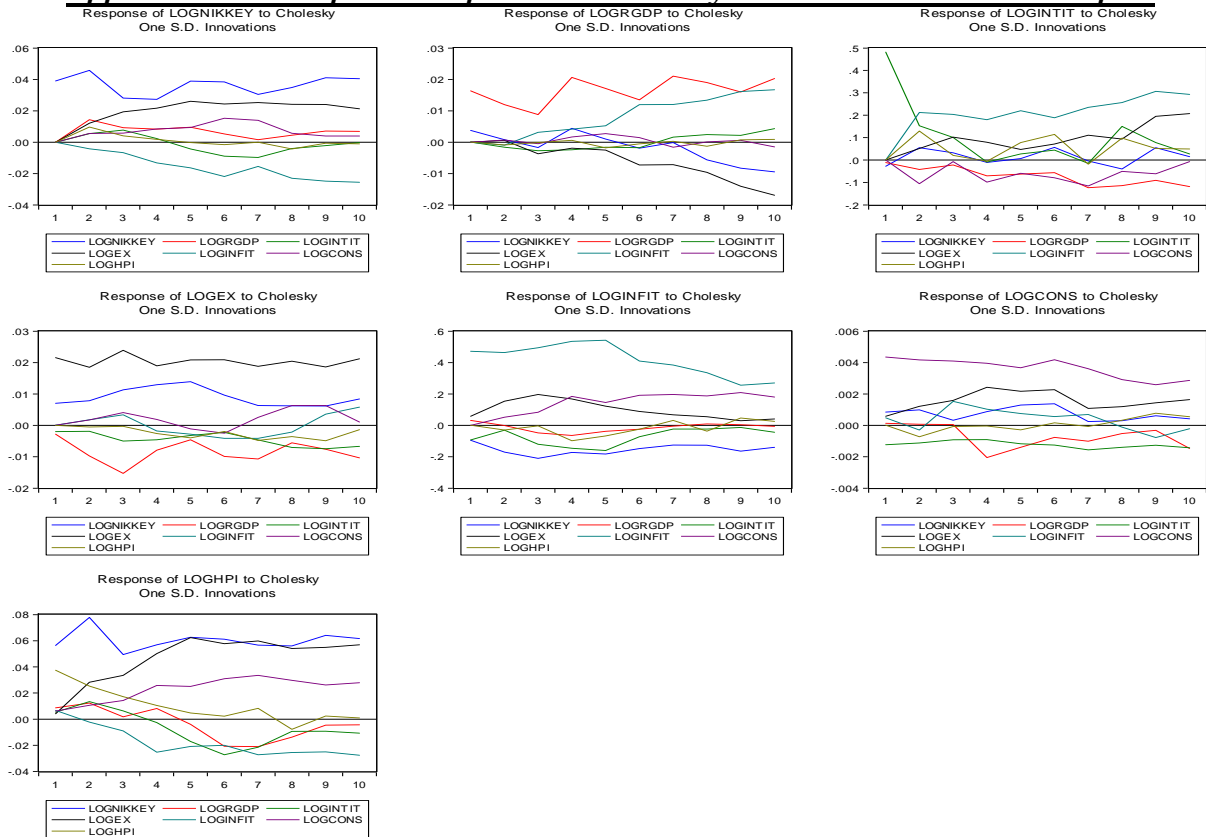 Response of LOGNIKKEY to Cholesky
One S.D. Innovations
.06
.04
.02
.00
-.02
-.04
1 2 3 4 5 6 7 8 9 10
LOGNIKKEY LOGRGDP LOGINTIT
LOGEX LOGINFIT LOGCONS
LOGHPI
Response of LOGRGDP to Cholesky
One S.D. Innovations
.03
.02
.01
.00
-.01
-.02
1 2 3 4 5 6 7 8 9 10
LOGNIKKEY LOGRGDP LOGINTIT
LOGEX LOGINFIT LOGCONS
LOGHPI
Response of LOGINTIT to Cholesky
One S.D. Innovations
.5
.4
.3
.2
.1
.0
-.1
-.2
1 2 3 4 5 6 7 8 9 10
LOGNIKKEY LOGRGDP LOGINTIT
LOGEX LOGINFIT LOGCONS
LOGHPI
Response of LOGEX to Cholesky
One S.D. Innovations
.03
.02
.01
.00
-.01
-.02
1 2 3 4 5 6 7 8 9 10
LOGNIKKEY LOGRGDP LOGINTIT
LOGEX LOGINFIT LOGCONS
LOGHPI
Response of LOGINFIT to Cholesky
One S.D. Innovations
.6
.4
.2
.0
-.2
-.4
1 2 3 4 5 6 7 8 9 10
LOGNIKKEY LOGRGDP LOGINTIT
LOGEX LOGINFIT LOGCONS
LOGHPI
Response of LOGCONS to Cholesky
One S.D. Innovations
.006
.004
.002
.000
-.002
-.004
1 2 3 4 5 6 7 8 9 10
LOGNIKKEY LOGRGDP LOGINTIT
LOGEX LOGINFIT LOGCONS
LOGHPI
Response of LOGHPI to Cholesky
One S.D. Innovations
.08
.06
.04
.02
.00
-.02
-.04
1 2 3 4 5 6 7 8 9 10
LOGNIKKEY LOGRGDP LOGINTIT
LOGEX LOGINFIT LOGCONS
LOGHPI